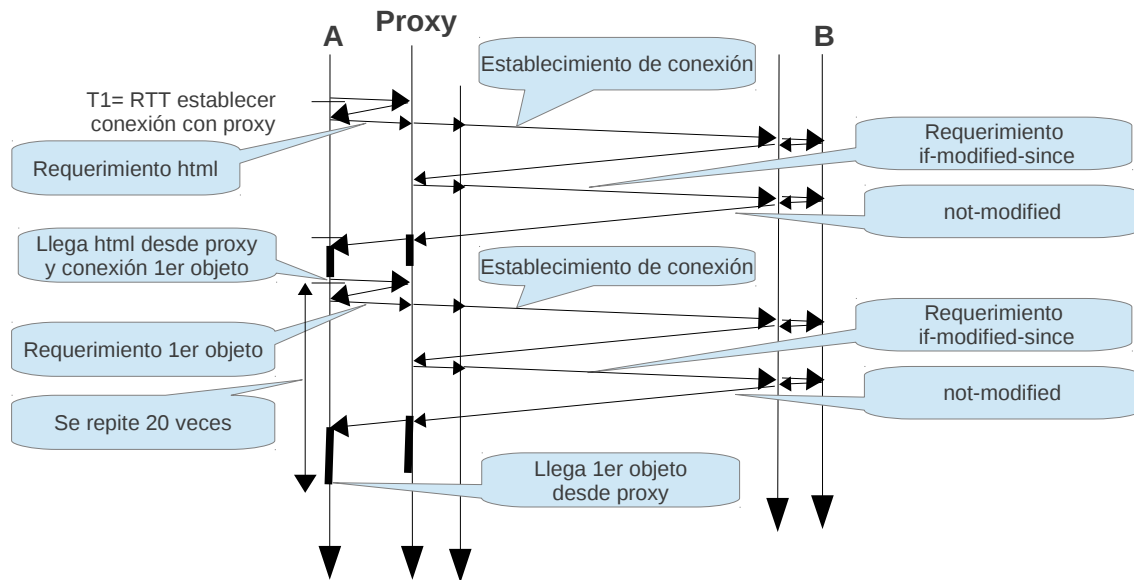 A
Proxy
B
Establecimiento de conexión
T1= RTT establecer
conexión con proxy
Requerimiento
if-modified-since
Requerimiento html
not-modified
Llega html desde proxy
y conexión 1er objeto
Establecimiento de conexión
Requerimiento
if-modified-since
Requerimiento 1er objeto
not-modified
Se repite 20 veces
Llega 1er objeto
desde proxy